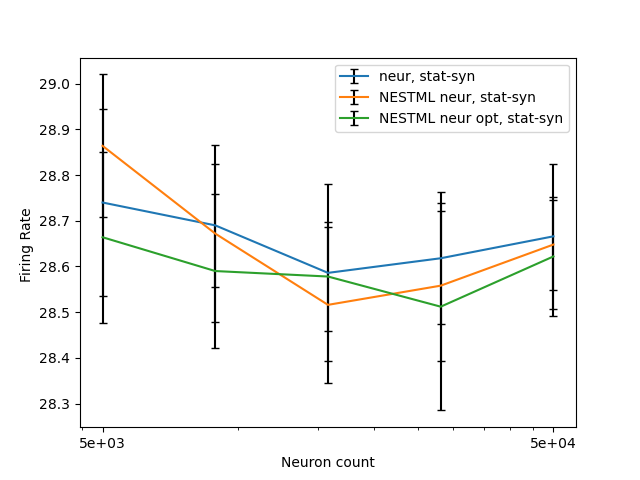 neur, stat-syn
NESTML neur, stat-syn
NESTML neur opt, stat-syn
29.0
28.9
28.8
28.7
28.6
28.5
28.4
28.3
Firing Rate
5e+03
5e+04
Neuron count